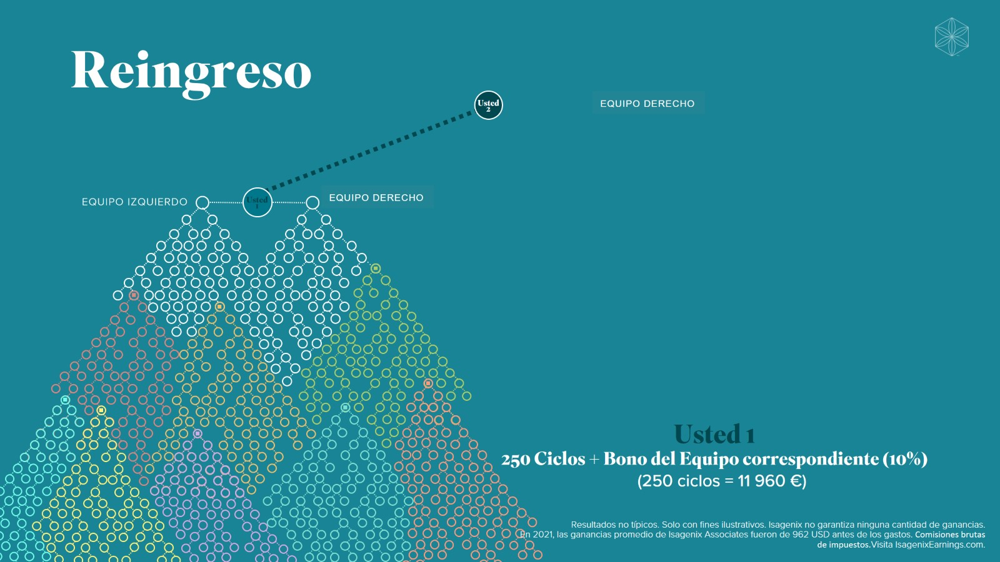 Reingreso
Usted
2
EQUIPO DERECHO
EQUIPO IZQUIERDO
Usted
1
EQUIPO DERECHO
Usted 1
250 Ciclos + Bono del Equipo correspondiente (10%)
(250 ciclos = 11 960 €)
Resultados no típicos. Solo con fines ilustrativos. Isagenix no garantiza ninguna cantidad de ganancias.
En 2021, las ganancias promedio de Isagenix Associates fueron de 962 USD antes de los gastos. Comisiones brutas
de impuestos.Visita IsagenixEarnings.com.